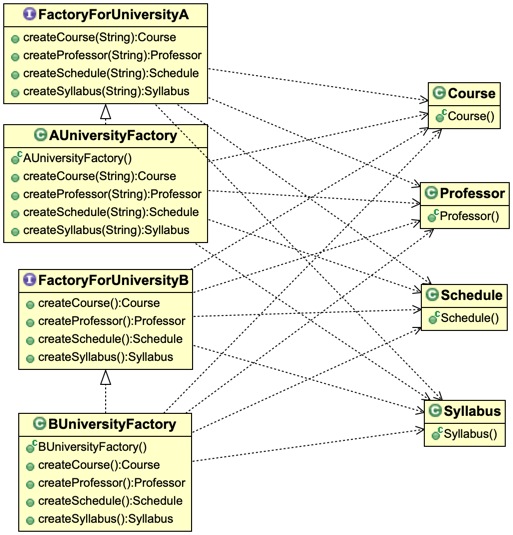 FactoryForUniversityA
createCourse(String):Course
createProfessor(String):Professor
createSchedule(String):Schedule
createSyllabus(String):Syllabus
AUniversityFactory
AUniversityFactory()
createCourse(String):Course
createProfessor(String):Professor
createSchedule(String):Schedule
createSyllabus(String):Syllabus
FactoryForUniversityB
createCourse():Course
createProfessor():Professor
createSchedule():Schedule
createSyllabus():Syllabus
BUniversityFactory
BUniversityFactory()
createCourse():Course
createProfessor():Professor
createSchedule():Schedule
createSyllabus():Syllabus
Course
Course()
Professor
Professor()
Schedule
Schedule()
Syllabus
Syllabus()